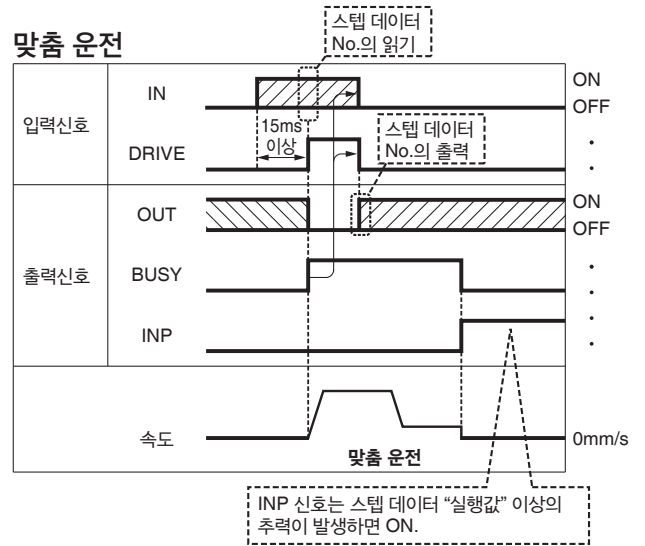 맞춤 운전
스텝 데이터
No.의 읽기
입력신호
IN
ON
OFF
15ms
이상
DRIVE
스텝 데이터
No.의 출력
출력신호
OUT
ON
OFF
BUSY
INP
속도
0mm/s
맞춤 운전
INP 신호는 스텝 데이터 “실행값” 이상의
추력이 발생하면 ON.